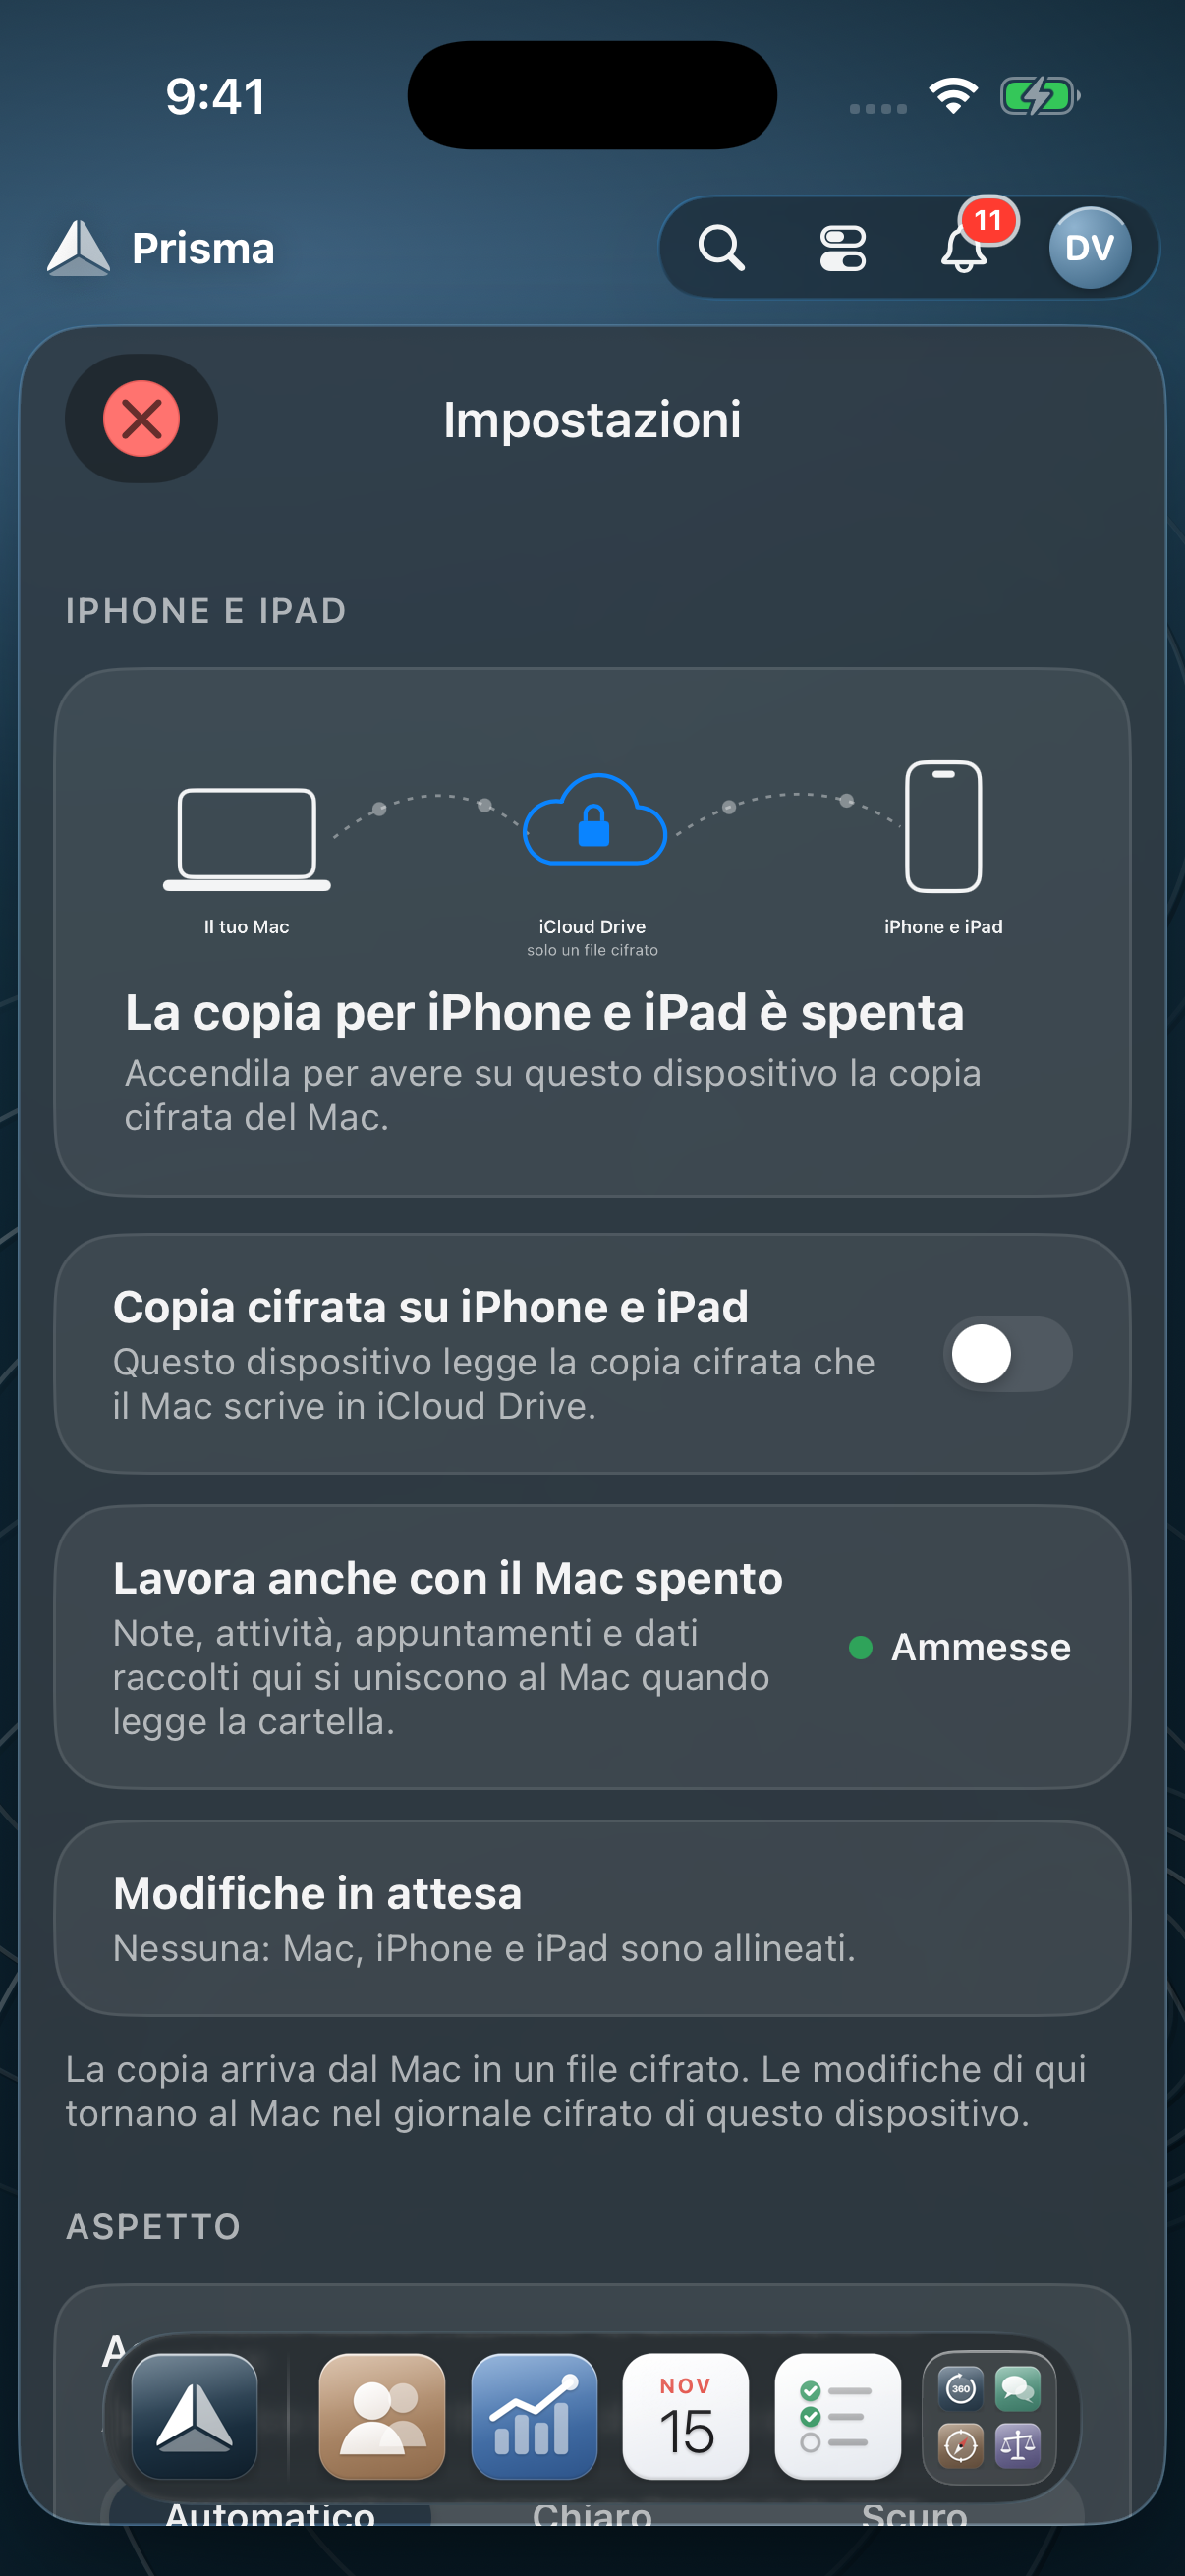 9:41
Prisma
11
DV
Impostazioni
IPHONE E IPAD
Il tuo Mac
iCloud Drive
iPhone e iPad
solo un file cifrato
La copia per iPhone e iPad è spenta
Accendila per avere su questo dispositivo la copia
cifrata del Mac.
Copia cifrata su iPhone e iPad
Questo dispositivo legge la copia cifrata che
il Mac scrive in iCloud Drive.
Lavora anche con il Mac spento
Note, attività, appuntamenti e dati
raccolti qui si uniscono al Mac quando
legge la cartella.
Ammesse
Modifiche in attesa
Nessuna: Mac, iPhone e iPad sono allineati.
La copia arriva dal Mac in un file cifrato. Le modifiche di qui
tornano al Mac nel giornale cifrato di questo dispositivo.
ASPETTO
NOV
15
360
Automatico
Chiaro
Scuro